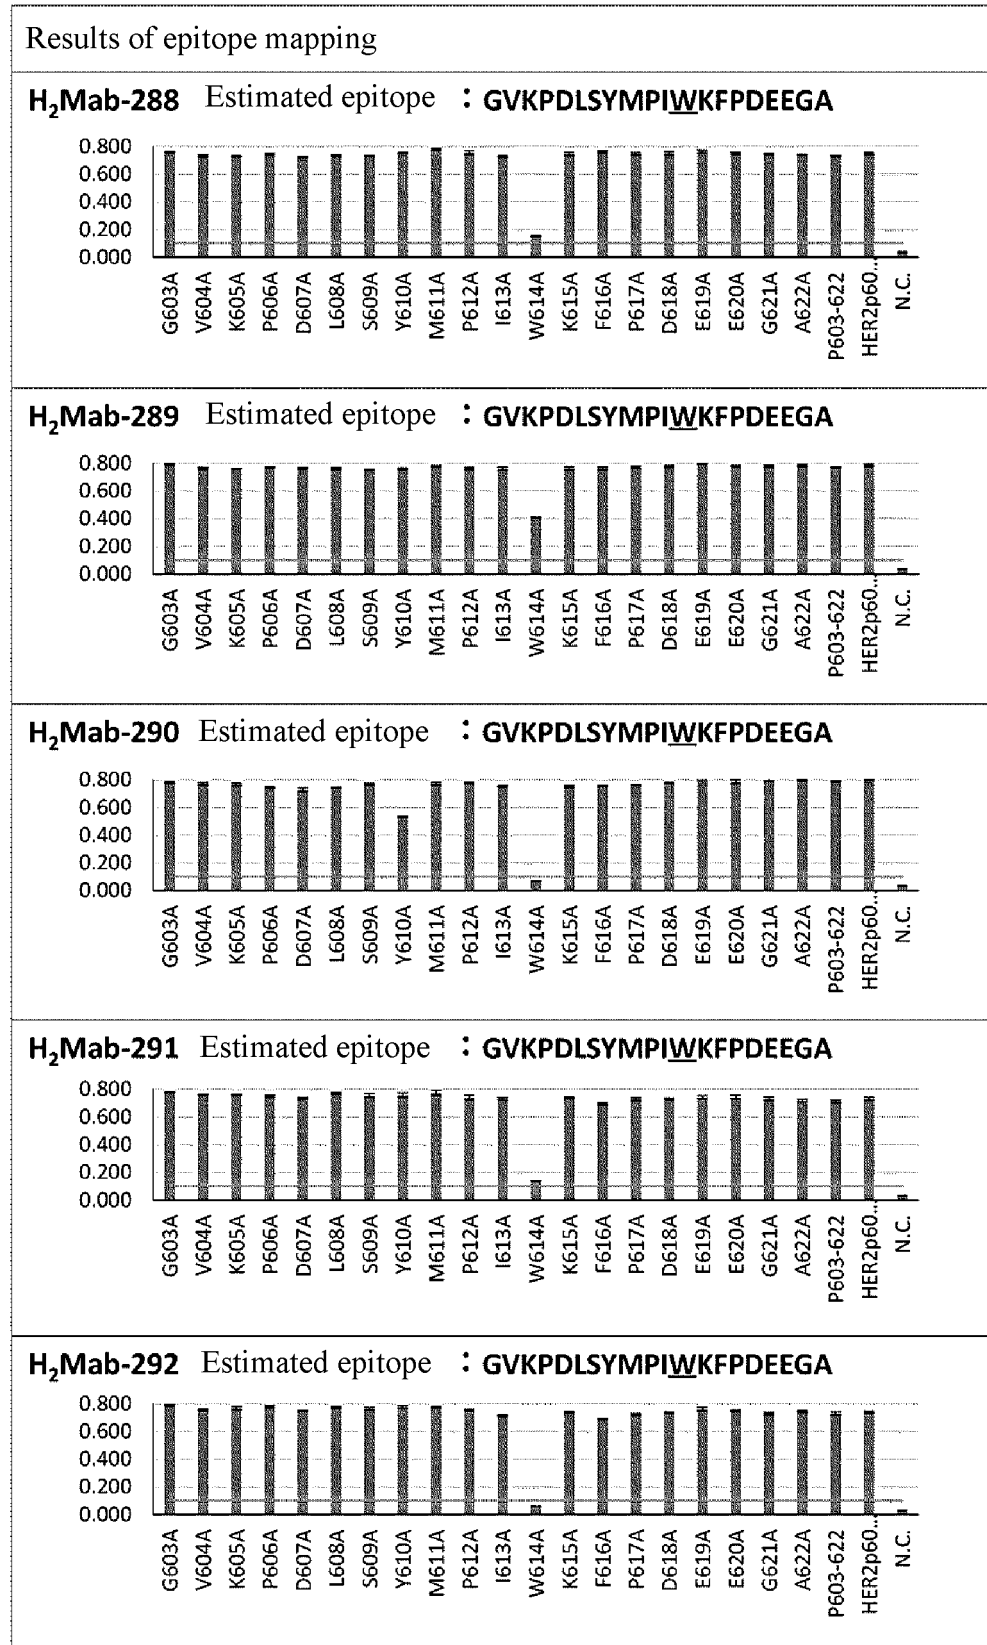 Results of epitope mapping
H₂Mab-288 Estimated epitope : GVKPDLSYMPIWKFPDEEGA
0.800
0.600
0.400
0.200
0.000
G603A V604A K605A P606A D607A L608A S609A Y610A M611A P612A I613A W614A K615A F616A P617A D618A E619A E620A G621A A622A P603-622 HER2p60... N.C.
H₂Mab-289 Estimated epitope : GVKPDLSYMPIWKFPDEEGA
0.800
0.600
0.400
0.200
0.000
G603A V604A K605A P606A D607A L608A S609A Y610A M611A P612A I613A W614A K615A F616A P617A D618A E619A E620A G621A A622A P603-622 HER2p60... N.C.
H₂Mab-290 Estimated epitope : GVKPDLSYMPIWKFPDEEGA
0.800
0.600
0.400
0.200
0.000
G603A V604A K605A P606A D607A L608A S609A Y610A M611A P612A I613A W614A K615A F616A P617A D618A E619A E620A G621A A622A P603-622 HER2p60... N.C.
H₂Mab-291 Estimated epitope : GVKPDLSYMPIWKFPDEEGA
0.800
0.600
0.400
0.200
0.000
G603A V604A K605A P606A D607A L608A S609A Y610A M611A P612A I613A W614A K615A F616A P617A D618A E619A E620A G621A A622A P603-622 HER2p60... N.C.
H₂Mab-292 Estimated epitope : GVKPDLSYMPIWKFPDEEGA
0.800
0.600
0.400
0.200
0.000
G603A V604A K605A P606A D607A L608A S609A Y610A M611A P612A I613A W614A K615A F616A P617A D618A E619A E620A G621A A622A P603-622 HER2p60... N.C.